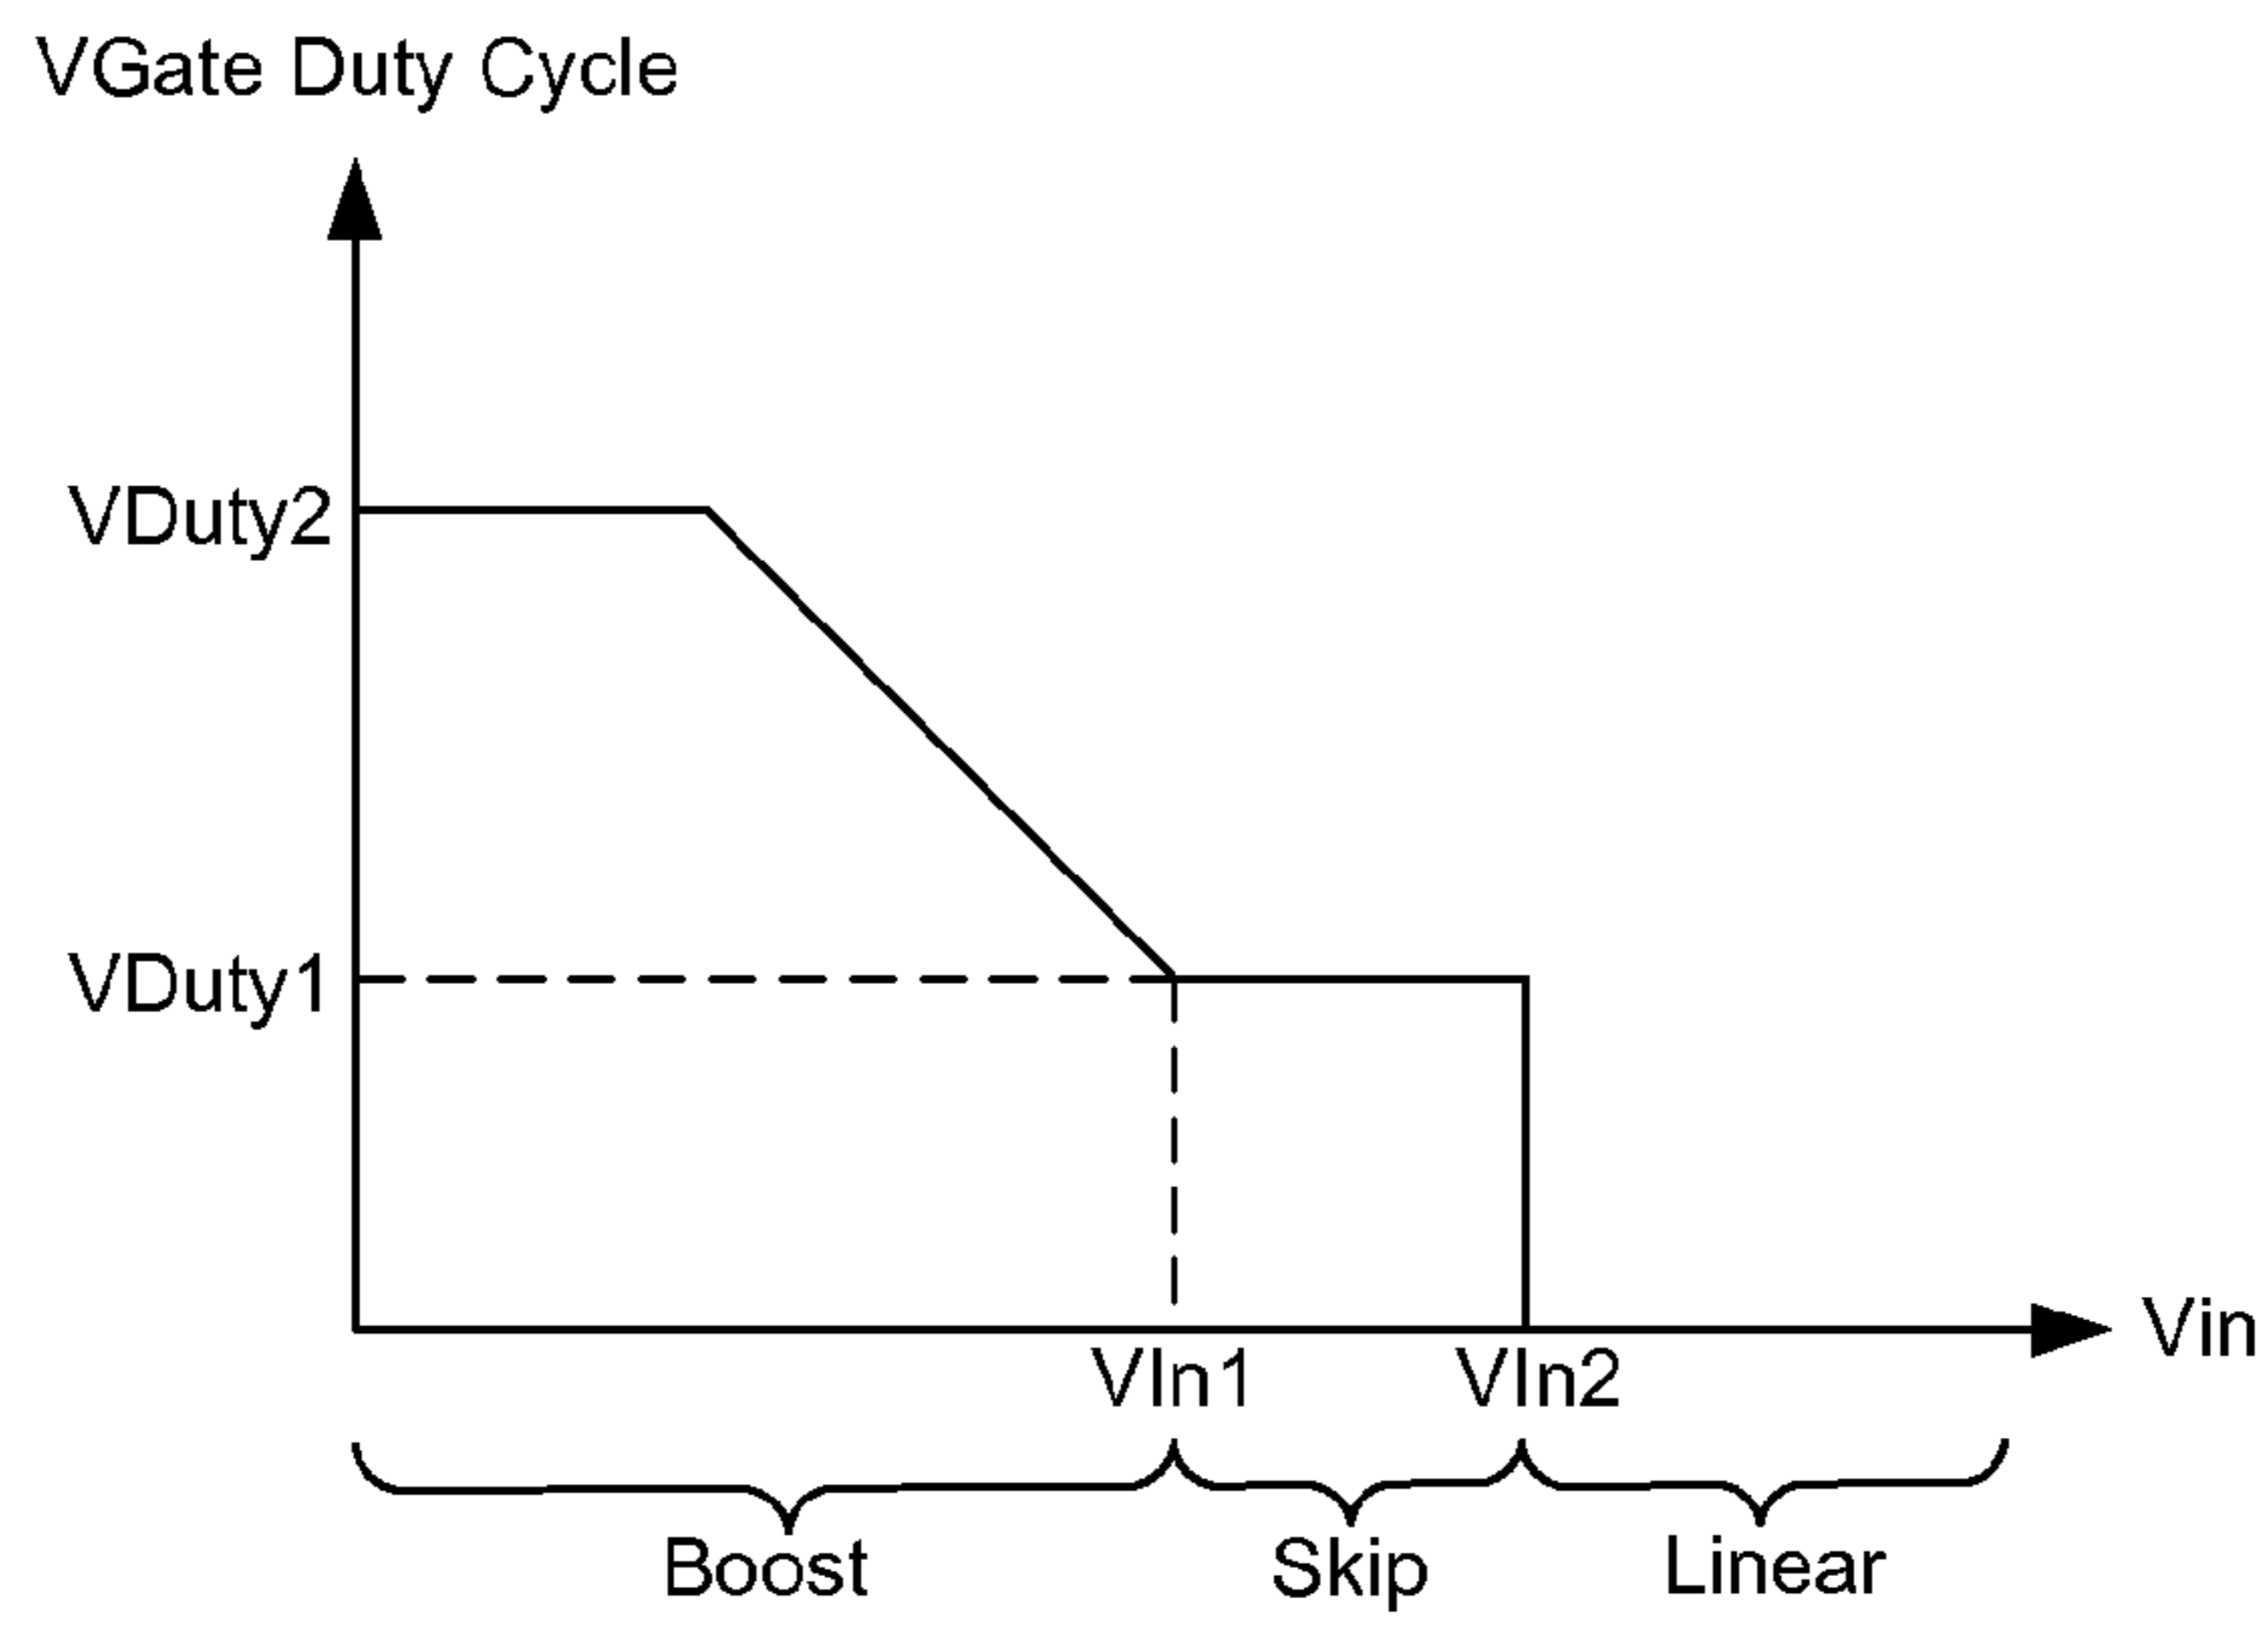 VGate Duty Cycle
VDuty2
VDuty1
Vin
VIn1 VIn2
Boost Skip Linear